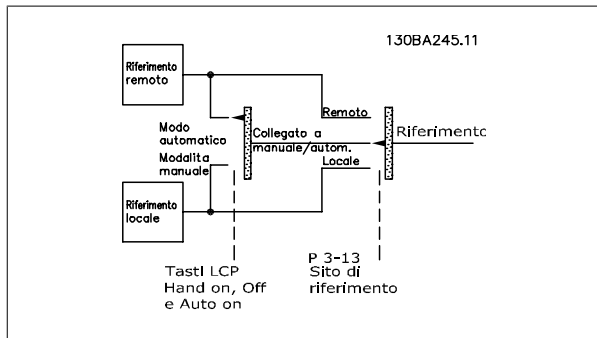 130BA245.11
Riferimento
remoto
Remoto
Modo
automatico
Collegato a
manuale/autom.
Riferimento
Modalita
manuale
Locale
Riferimento
locale
Tasti LCP
Hand on, Off
e Auto on
P 3-13
Sito di
riferimento